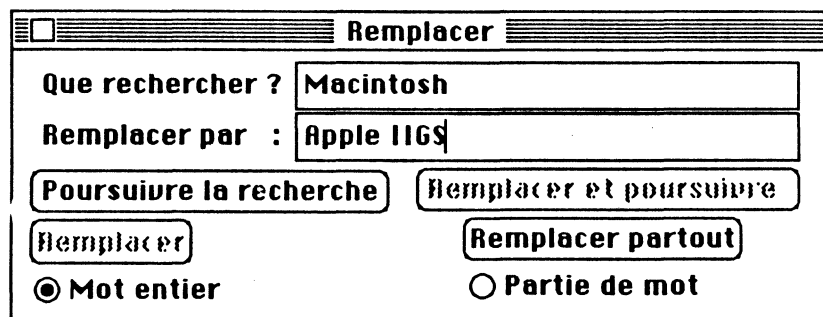 Remplacer
Que rechercher ? Macintosh
Remplacer par : Apple IIGS
Poursuivre la recherche Remplacer et poursuivre
Remplacer Remplacer partout
Mot entier Partie de mot